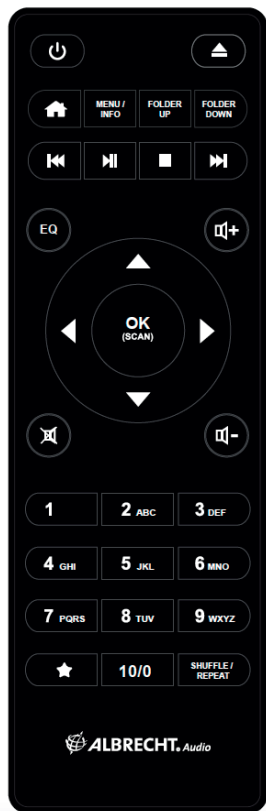 MENU / INFO FOLDER UP FOLDER DOWN
EQ
+
OK
(SCAN)
-
1 2 ABC 3 DEF
4 GHI 5 JKL 6 MNO
7 PQRS 8 TUV 9 WXYZ
10/0 SHUFFLE / REPEAT
ALBRECHT. Audio